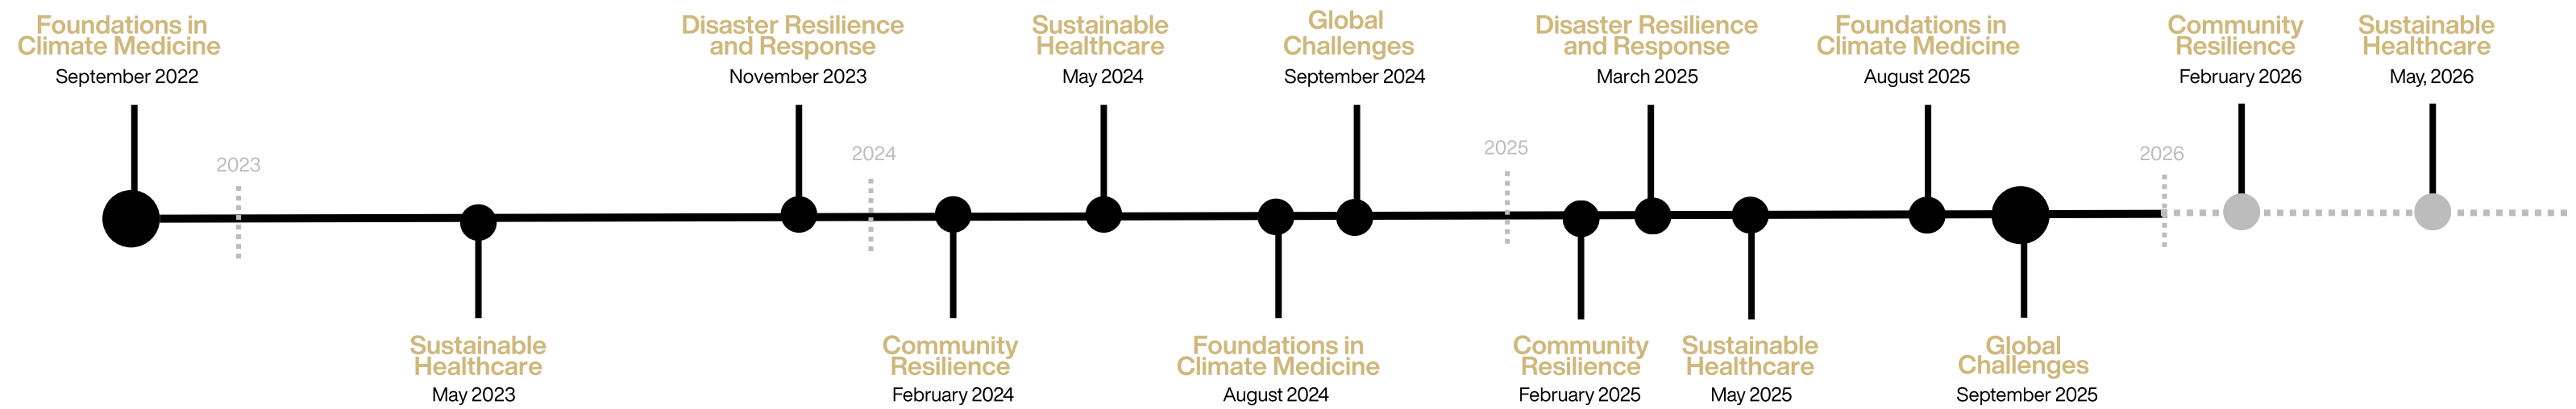 Foundations in
Climate Medicine
September 2022
2023
Sustainable
Healthcare
May 2023
Disaster Resilience
and Response
November 2023
2024
Community
Resilience
February 2024
Sustainable
Healthcare
May 2024
Foundations in
Climate Medicine
August 2024
Global
Challenges
September 2024
2025
Community
Resilience
February 2025
Disaster Resilience
and Response
March 2025
Sustainable
Healthcare
May 2025
Foundations in
Climate Medicine
August 2025
Global
Challenges
September 2025
2026
Community
Resilience
February 2026
Sustainable
Healthcare
May, 2026